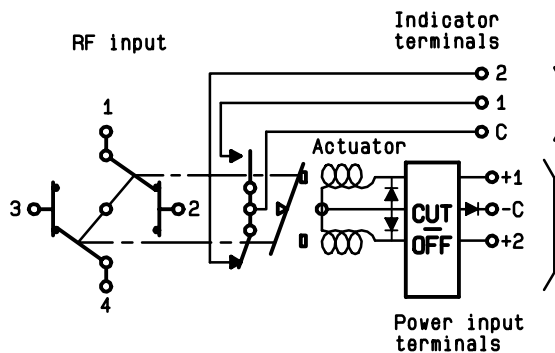 Indicator
terminals
RF input
2
1
C
1
Actuator
3
2
4
CUT
OFF
+1
-C
+2
Power input
terminals